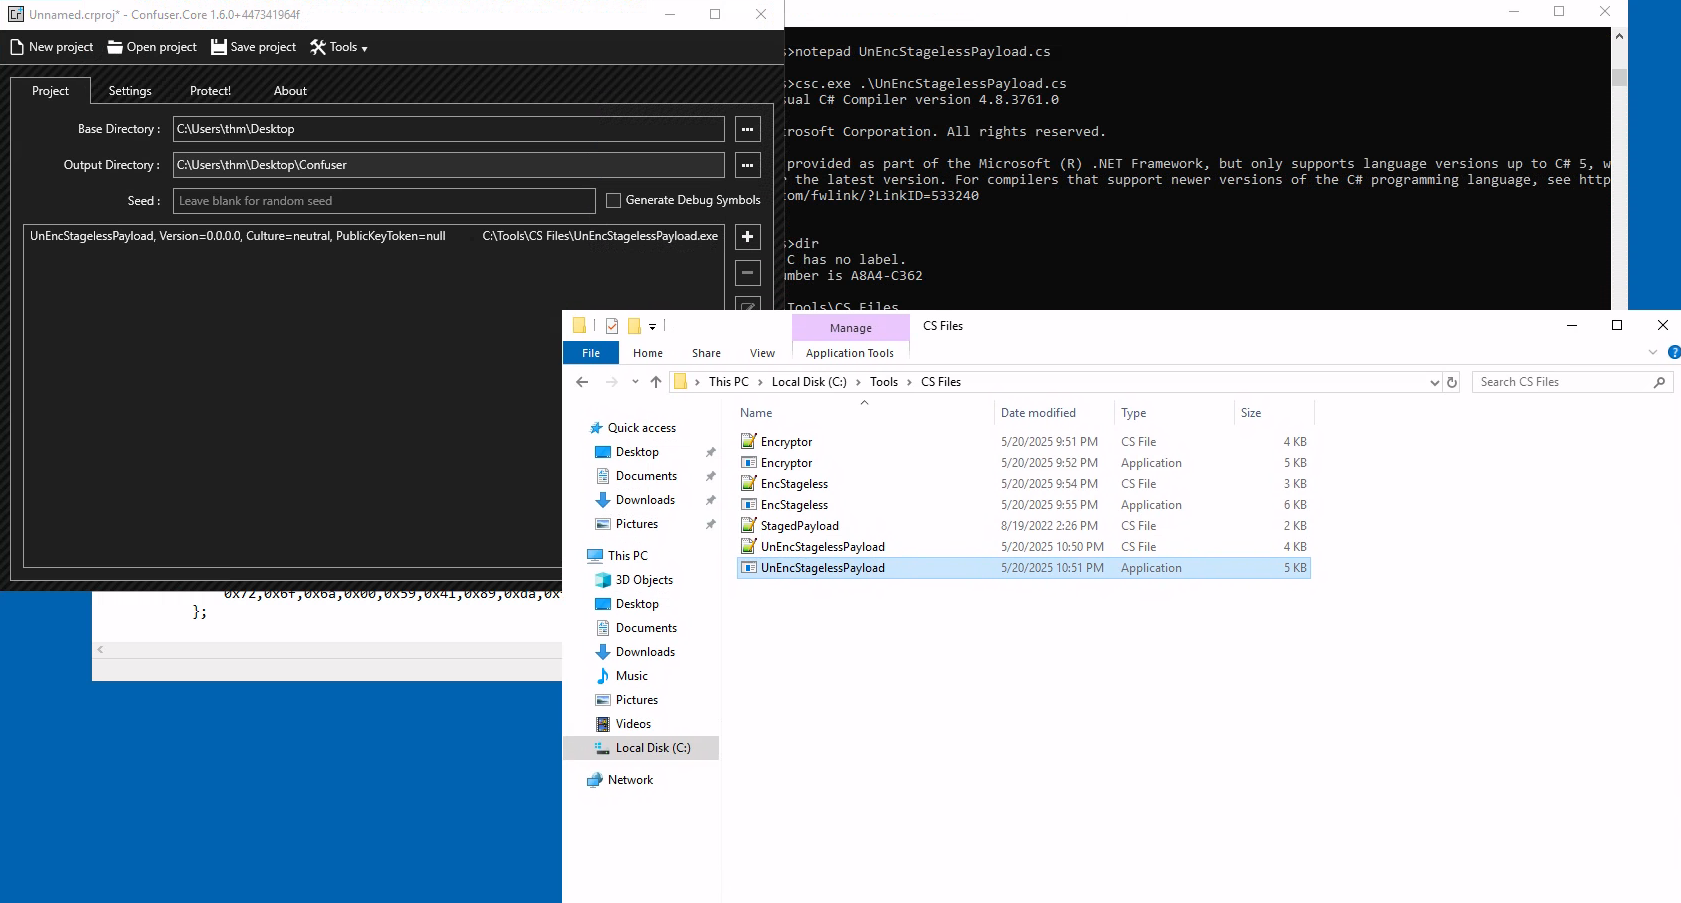 Unnamed.crproj* - Confuser.Core 1.6.0+447341964f
New project Open project Save project Tools
Project Settings Protect! About
Base Directory : C:\Users\thm\Desktop
Output Directory : C:\Users\thm\Desktop\Confuser
Seed : Leave blank for random seed Generate Debug Symbols
UnEncStagelessPayload, Version=0.0.0.0, Culture=neutral, PublicKeyToken=null C:\Tools\CS Files\UnEncStagelessPayload.exe
s>notepad UnEncStagelessPayload.cs
s>csc.exe .\UnEncStagelessPayload.cs
sual C# Compiler version 4.8.3761.0
rosoft Corporation. All rights reserved.
provided as part of the Microsoft (R) .NET Framework, but only supports language versions up to C# 5, w
r the latest version. For compilers that support newer versions of the C# programming language, see http
com/fwlink/?LinkID=533240
s>dir
C has no label.
umber is A8A4-C362
Tools\CS Files
0x72,0x6f,0x6a,0x00,0x59,0x41,0x89,0xda,0x
};
Manage CS Files
File Home Share View Application Tools
This PC Local Disk (C:) Tools CS Files Search CS Files
Quick access
Desktop
Documents
Downloads
Pictures
This PC
3D Objects
Desktop
Documents
Downloads
Music
Pictures
Videos
Local Disk (C:)
Network
Name Date modified Type Size
Encryptor 5/20/2025 9:51 PM CS File 4 KB
Encryptor 5/20/2025 9:52 PM Application 5 KB
EncStageless 5/20/2025 9:54 PM CS File 3 KB
EncStageless 5/20/2025 9:55 PM Application 6 KB
StagedPayload 8/19/2022 2:26 PM CS File 2 KB
UnEncStagelessPayload 5/20/2025 10:50 PM CS File 4 KB
UnEncStagelessPayload 5/20/2025 10:51 PM Application 5 KB